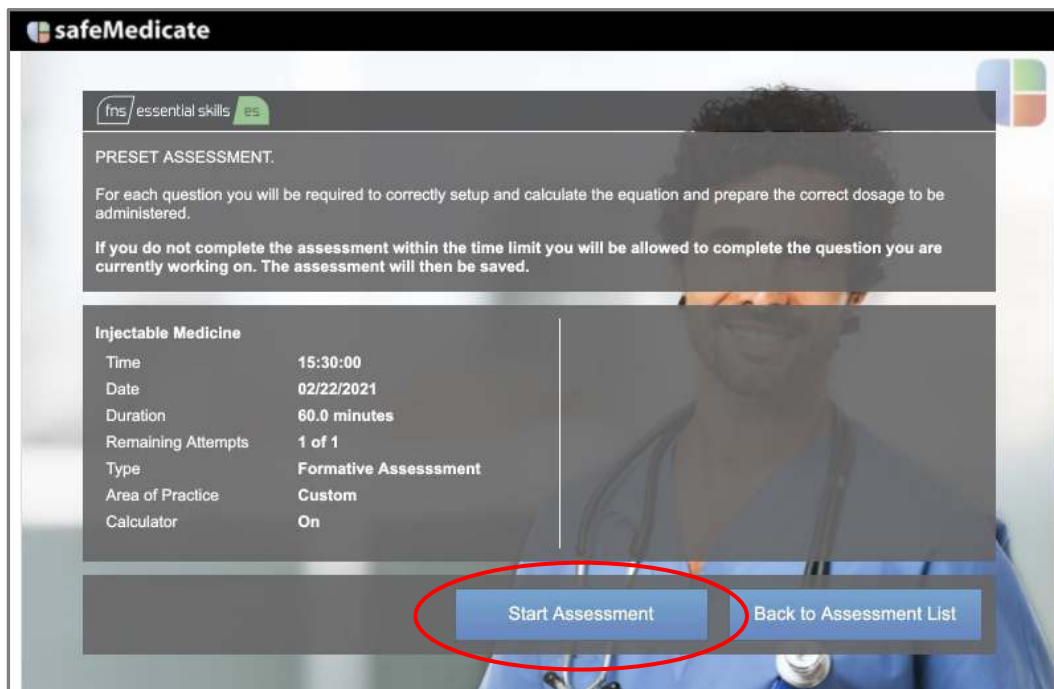 safeMedicate
fns essential skills es
PRESET ASSESSMENT.
For each question you will be required to correctly setup and calculate the equation and prepare the correct dosage to be
administered.
If you do not complete the assessment within the time limit you will be allowed to complete the question you are
currently working on. The assessment will then be saved.
Injectable Medicine
Time 15:30:00
Date 02/22/2021
Duration 60.0 minutes
Remaining Attempts 1 of 1
Type Formative Assesssment
Area of Practice Custom
Calculator On
Start Assessment Back to Assessment List